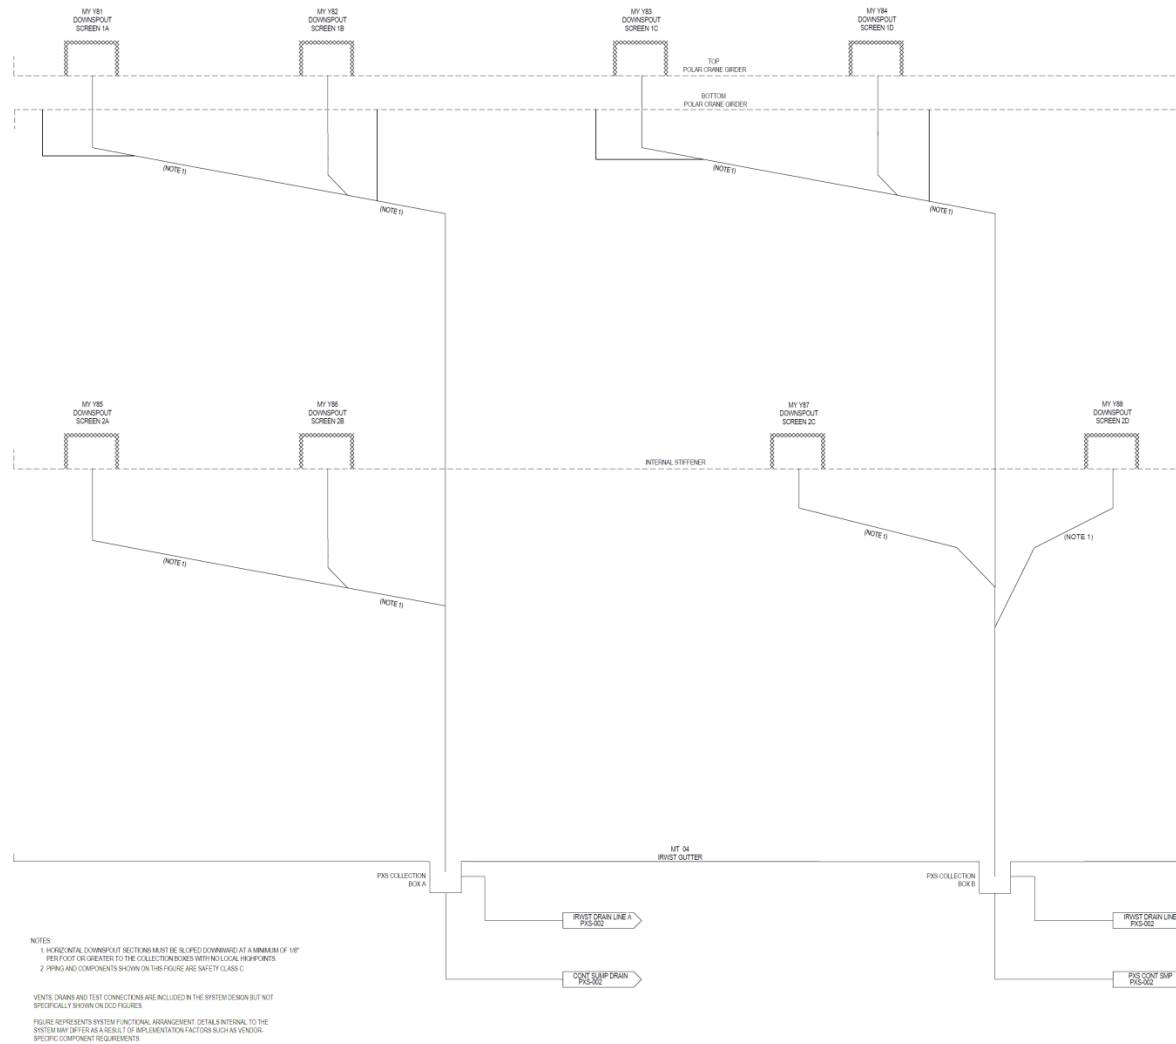 MY Y81
DOWNSPOUT
SCREEN 1A
MY Y82
DOWNSPOUT
SCREEN 1B
MY Y83
DOWNSPOUT
SCREEN 1C
MY Y84
DOWNSPOUT
SCREEN 1D
TOP
POLAR CRANE GIRDER
BOTTOM
POLAR CRANE GIRDER
(NOTE 1)
(NOTE 1)
(NOTE 1)
(NOTE 1)
MY Y85
DOWNSPOUT
SCREEN 2A
MY Y86
DOWNSPOUT
SCREEN 2B
MY Y87
DOWNSPOUT
SCREEN 2C
MY Y88
DOWNSPOUT
SCREEN 2D
INTERNAL STIFFENER
(NOTE 1)
(NOTE 1)
(NOTE 1)
(NOTE 1)
MT 04
IRWST GUTTER
PXS COLLECTION
BOX A
PXS COLLECTION
BOX B
IRWST DRAIN LINE A
PXS-002
IRWST DRAIN LINE
PXS-002
CONT SUMP DRAIN
PXS-002
PXS CONT SMP
PXS-002
NOTES:
1. HORIZONTAL DOWNSPOUT SECTIONS MUST BE SLOPED DOWNWARD AT A MINIMUM OF 1/8"
PER FOOT OR GREATER TO THE COLLECTION BOXES WITH NO LOCAL HIGHPOINTS.
2. PIPING AND COMPONENTS SHOWN ON THIS FIGURE ARE SAFETY CLASS C.
VENTS, DRAINS AND TEST CONNECTIONS ARE INCLUDED IN THE SYSTEM DESIGN BUT NOT
SPECIFICALLY SHOWN ON DCD FIGURES.
FIGURE REPRESENTS SYSTEM FUNCTIONAL ARRANGEMENT. DETAILS INTERNAL TO THE
SYSTEM MAY DIFFER AS A RESULT OF IMPLEMENTATION FACTORS SUCH AS VENDOR-
SPECIFIC COMPONENT REQUIREMENTS.